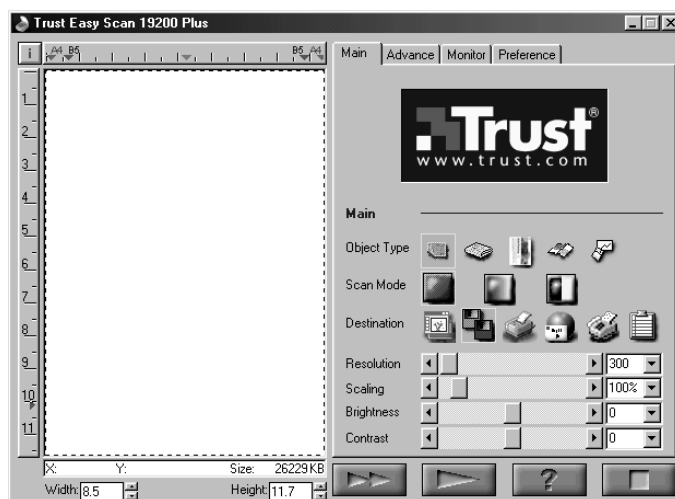 Trust Easy Scan 19200 Plus
i
A4 B5 B5 A4
Main Advance Monitor Preference
1
2
3
4
5
6
7
8
9
10
11
Trust®
www.trust.com
Main
Object Type
Scan Mode
Destination
Resolution 300
Scaling 100%
Brightness 0
Contrast 0
X: Y: Size: 26229 KB
Width: 8.5 Height: 11.7
?